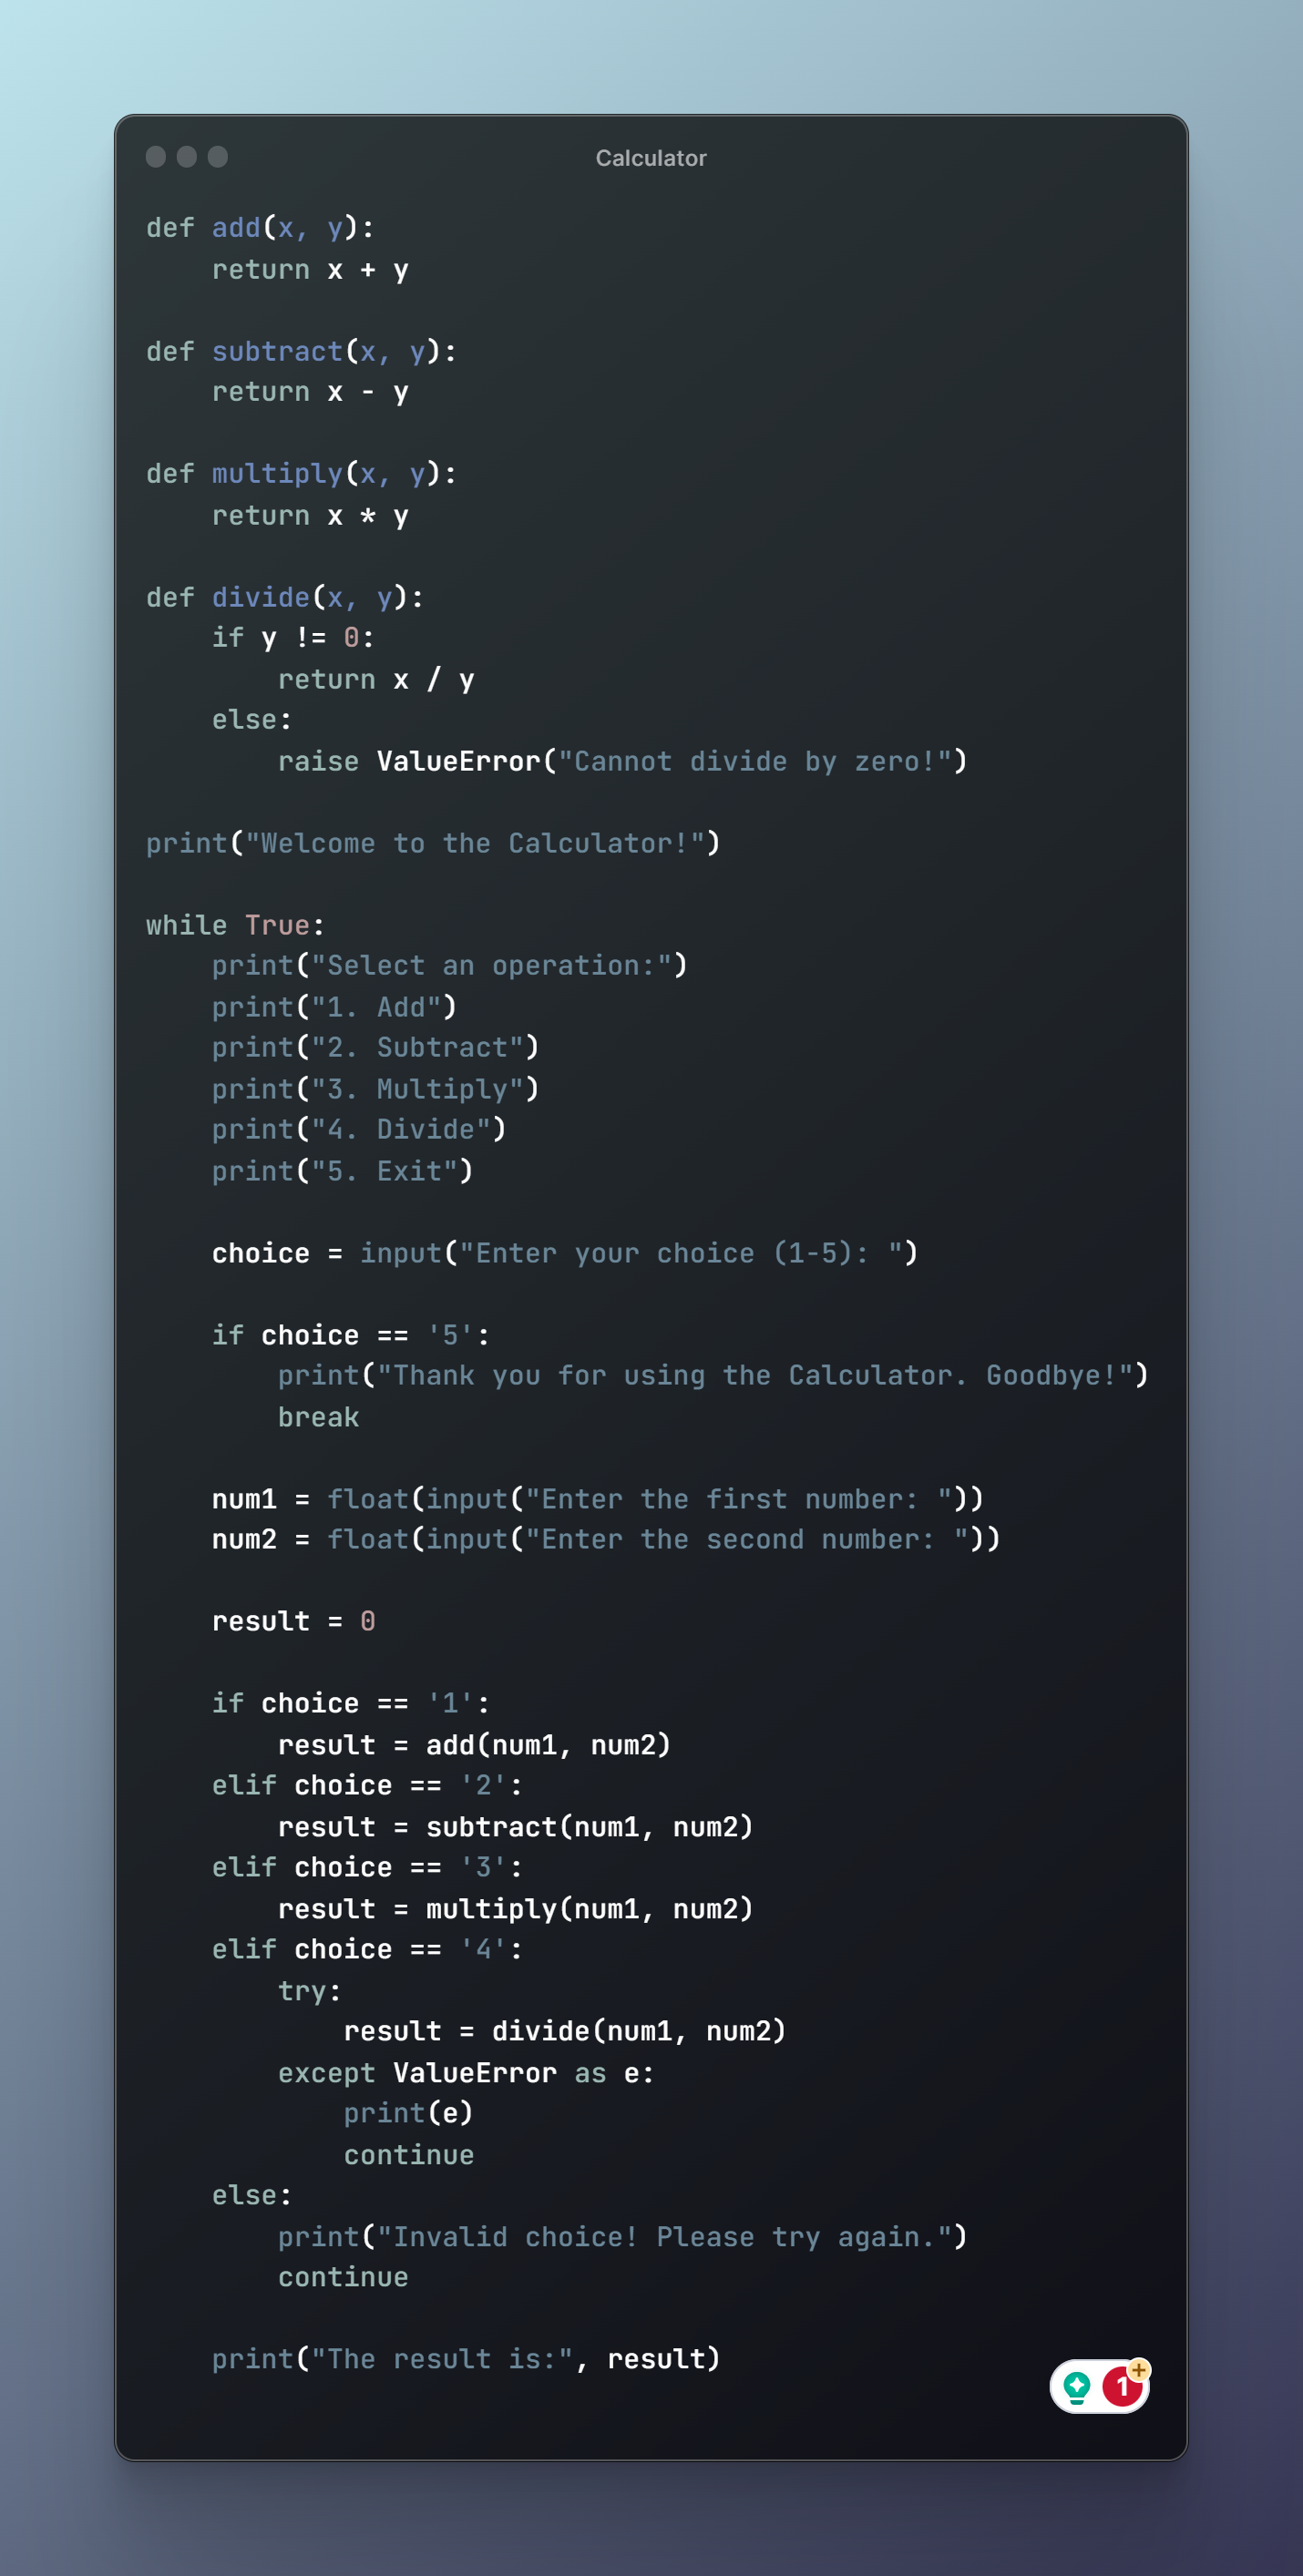 Calculator
def add(x, y):
    return x + y
def subtract(x, y):
    return x - y
def multiply(x, y):
    return x * y
def divide(x, y):
    if y != 0:
        return x / y
    else:
        raise ValueError("Cannot divide by zero!")
print("Welcome to the Calculator!")
while True:
    print("Select an operation:")
    print("1. Add")
    print("2. Subtract")
    print("3. Multiply")
    print("4. Divide")
    print("5. Exit")
    choice = input("Enter your choice (1-5): ")
    if choice == '5':
        print("Thank you for using the Calculator. Goodbye!")
        break
    num1 = float(input("Enter the first number: "))
    num2 = float(input("Enter the second number: "))
    result = 0
    if choice == '1':
        result = add(num1, num2)
    elif choice == '2':
        result = subtract(num1, num2)
    elif choice == '3':
        result = multiply(num1, num2)
    elif choice == '4':
        try:
            result = divide(num1, num2)
        except ValueError as e:
            print(e)
            continue
    else:
        print("Invalid choice! Please try again.")
        continue
    print("The result is:", result)
1+